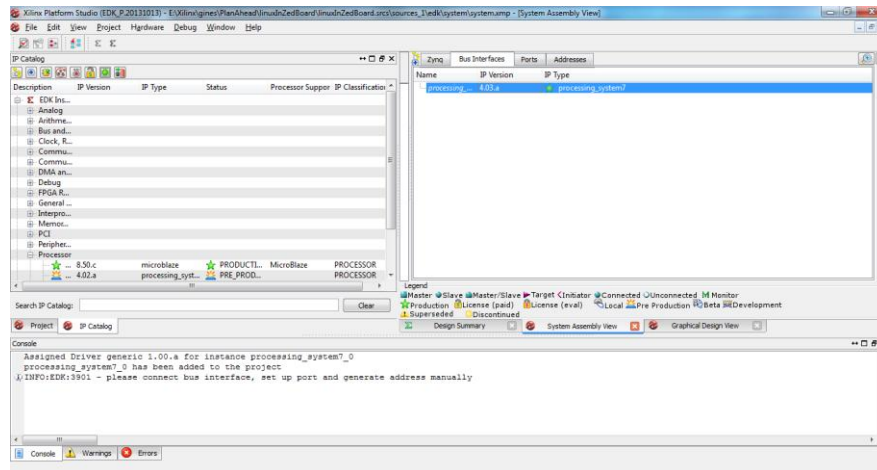 Xilinx Platform Studio (EDK_P.20131013) - E:\Xilinx\gines\PlanAhead\linuxInZedBoard\linuxInZedBoard.srcs\sources_1\edk\system\system.xmp - [System Assembly View]
File Edit View Project Hardware Debug Window Help
IP Catalog
Description IP Version IP Type Status Processor Suppor IP Classification
EDK Ins...
Analog
Arithme...
Bus and...
Clock, R...
Commu...
Commu...
DMA an...
Debug
FPGA R...
General ...
Interpro...
Memor...
PCI
Peripher...
Processor
... 8.50.c microblaze PRODUCTI... MicroBlaze PROCESSOR
... 4.02.a processing_syst... PRE_PROD... PROCESSOR
Search IP Catalog: Clear
Project IP Catalog
Zynq Bus Interfaces Ports Addresses
Name IP Version IP Type
processing_... 4.03.a processing_system7
Legend
Master Slave Master/Slave Target Initiator Connected Unconnected M Monitor
Production License (paid) License (eval) Local Pre Production Beta Development
Superseded Discontinued
Design Summary System Assembly View Graphical Design View
Console
Assigned Driver generic 1.00.a for instance processing_system7_0
processing_system7_0 has been added to the project
INFO:EDK:3901 - please connect bus interface, set up port and generate address manually
Console Warnings Errors